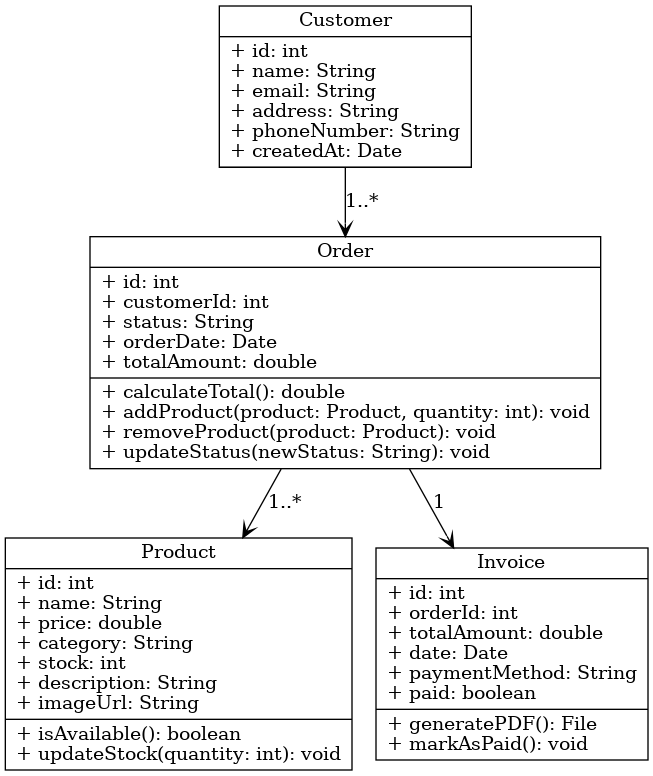 Customer
+ id: int
+ name: String
+ email: String
+ address: String
+ phoneNumber: String
+ createdAt: Date
1..*
Order
+ id: int
+ customerId: int
+ status: String
+ orderDate: Date
+ totalAmount: double
+ calculateTotal(): double
+ addProduct(product: Product, quantity: int): void
+ removeProduct(product: Product): void
+ updateStatus(newStatus: String): void
1..*
1
Product
+ id: int
+ name: String
+ price: double
+ category: String
+ stock: int
+ description: String
+ imageUrl: String
+ isAvailable(): boolean
+ updateStock(quantity: int): void
Invoice
+ id: int
+ orderId: int
+ totalAmount: double
+ date: Date
+ paymentMethod: String
+ paid: boolean
+ generatePDF(): File
+ markAsPaid(): void